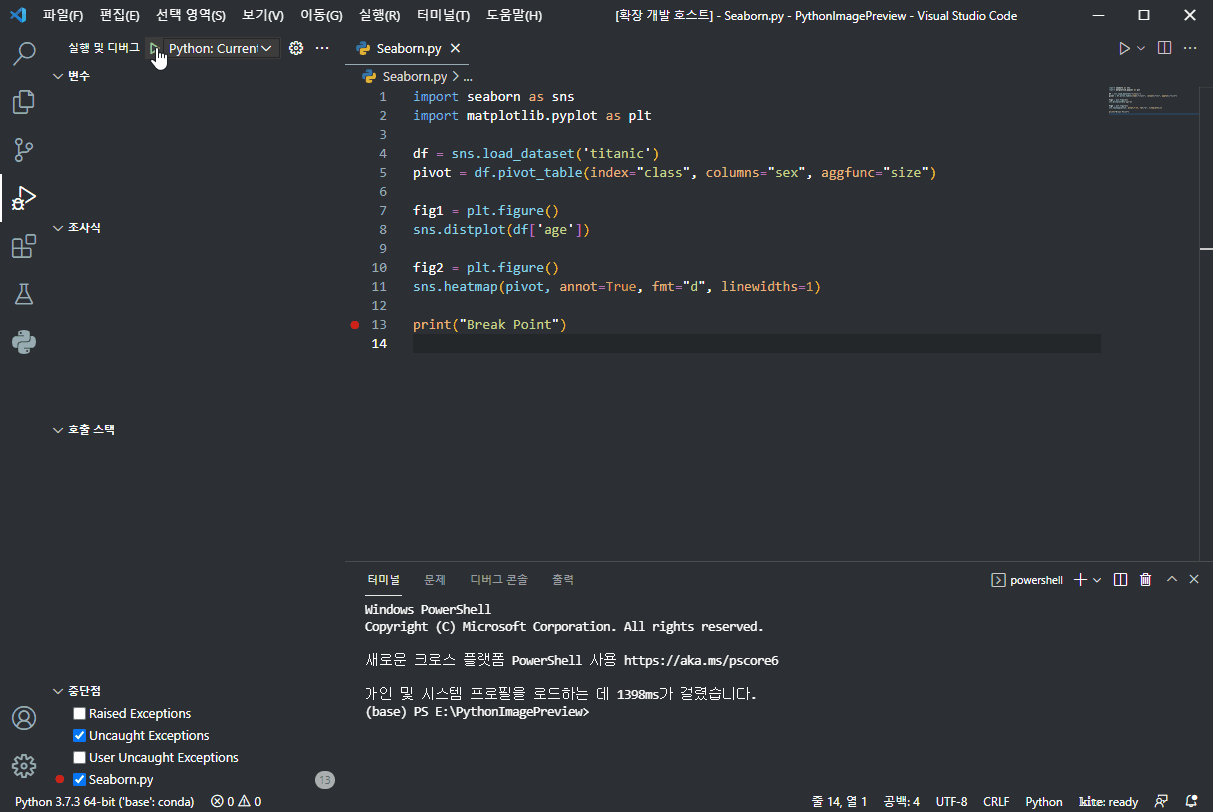 파일(F) 편집(E) 선택 영역(S) 보기(V) 이동(G) 실행(R) 터미널(T) 도움말(H) [확장 개발 호스트] - Seaborn.py - PythonImagePreview - Visual Studio Code
실행 및 디버그 Python: Current
변수
조사식
호출 스택
중단점
Raised Exceptions
Uncaught Exceptions
User Uncaught Exceptions
Seaborn.py 13
Seaborn.py
Seaborn.py > ...
1 import seaborn as sns
2 import matplotlib.pyplot as plt
3
4 df = sns.load_dataset('titanic')
5 pivot = df.pivot_table(index="class", columns="sex", aggfunc="size")
6
7 fig1 = plt.figure()
8 sns.distplot(df['age'])
9
10 fig2 = plt.figure()
11 sns.heatmap(pivot, annot=True, fmt="d", linewidths=1)
12
13 print("Break Point")
14
터미널 문제 디버그 콘솔 출력 powershell
Windows PowerShell
Copyright (C) Microsoft Corporation. All rights reserved.
새로운 크로스 플랫폼 PowerShell 사용 https://aka.ms/pscore6
가인 및 시스템 프로필을 로드하는 데 1398ms가 걸렸습니다.
(base) PS E:\PythonImagePreview>
Python 3.7.3 64-bit ('base': conda) 0 0 줄 14, 열 1 공백: 4 UTF-8 CRLF Python kite: ready